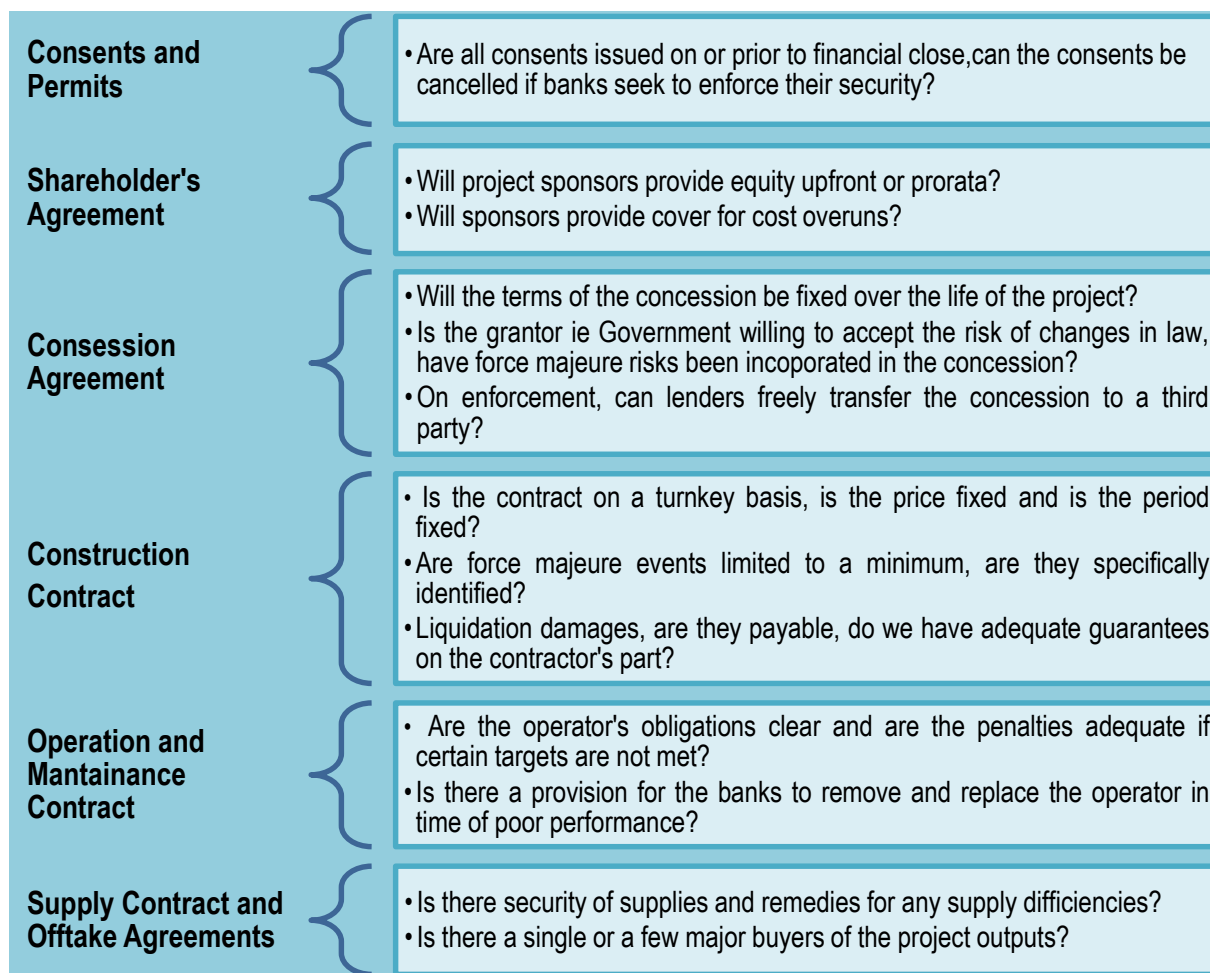 Consents and
Permits
•Are all consents issued on or prior to financial close,can the consents be
cancelled if banks seek to enforce their security?
Shareholder's
Agreement
•Will project sponsors provide equity upfront or prorata?
•Will sponsors provide cover for cost overuns?
Consession
Agreement
•Will the terms of the concession be fixed over the life of the project?
•Is the grantor ie Government willing to accept the risk of changes in law,
have force majeure risks been incoporated in the concession?
•On enforcement, can lenders freely transfer the concession to a third
party?
Construction
Contract
• Is the contract on a turnkey basis, is the price fixed and is the period
fixed?
•Are force majeure events limited to a minimum, are they specifically
identified?
•Liquidation damages, are they payable, do we have adequate guarantees
on the contractor's part?
Operation and
Mantainance
Contract
• Are the operator's obligations clear and are the penalties adequate if
certain targets are not met?
•Is there a provision for the banks to remove and replace the operator in
time of poor performance?
Supply Contract and
Offtake Agreements
•Is there security of supplies and remedies for any supply difficiencies?
•Is there a single or a few major buyers of the project outputs?